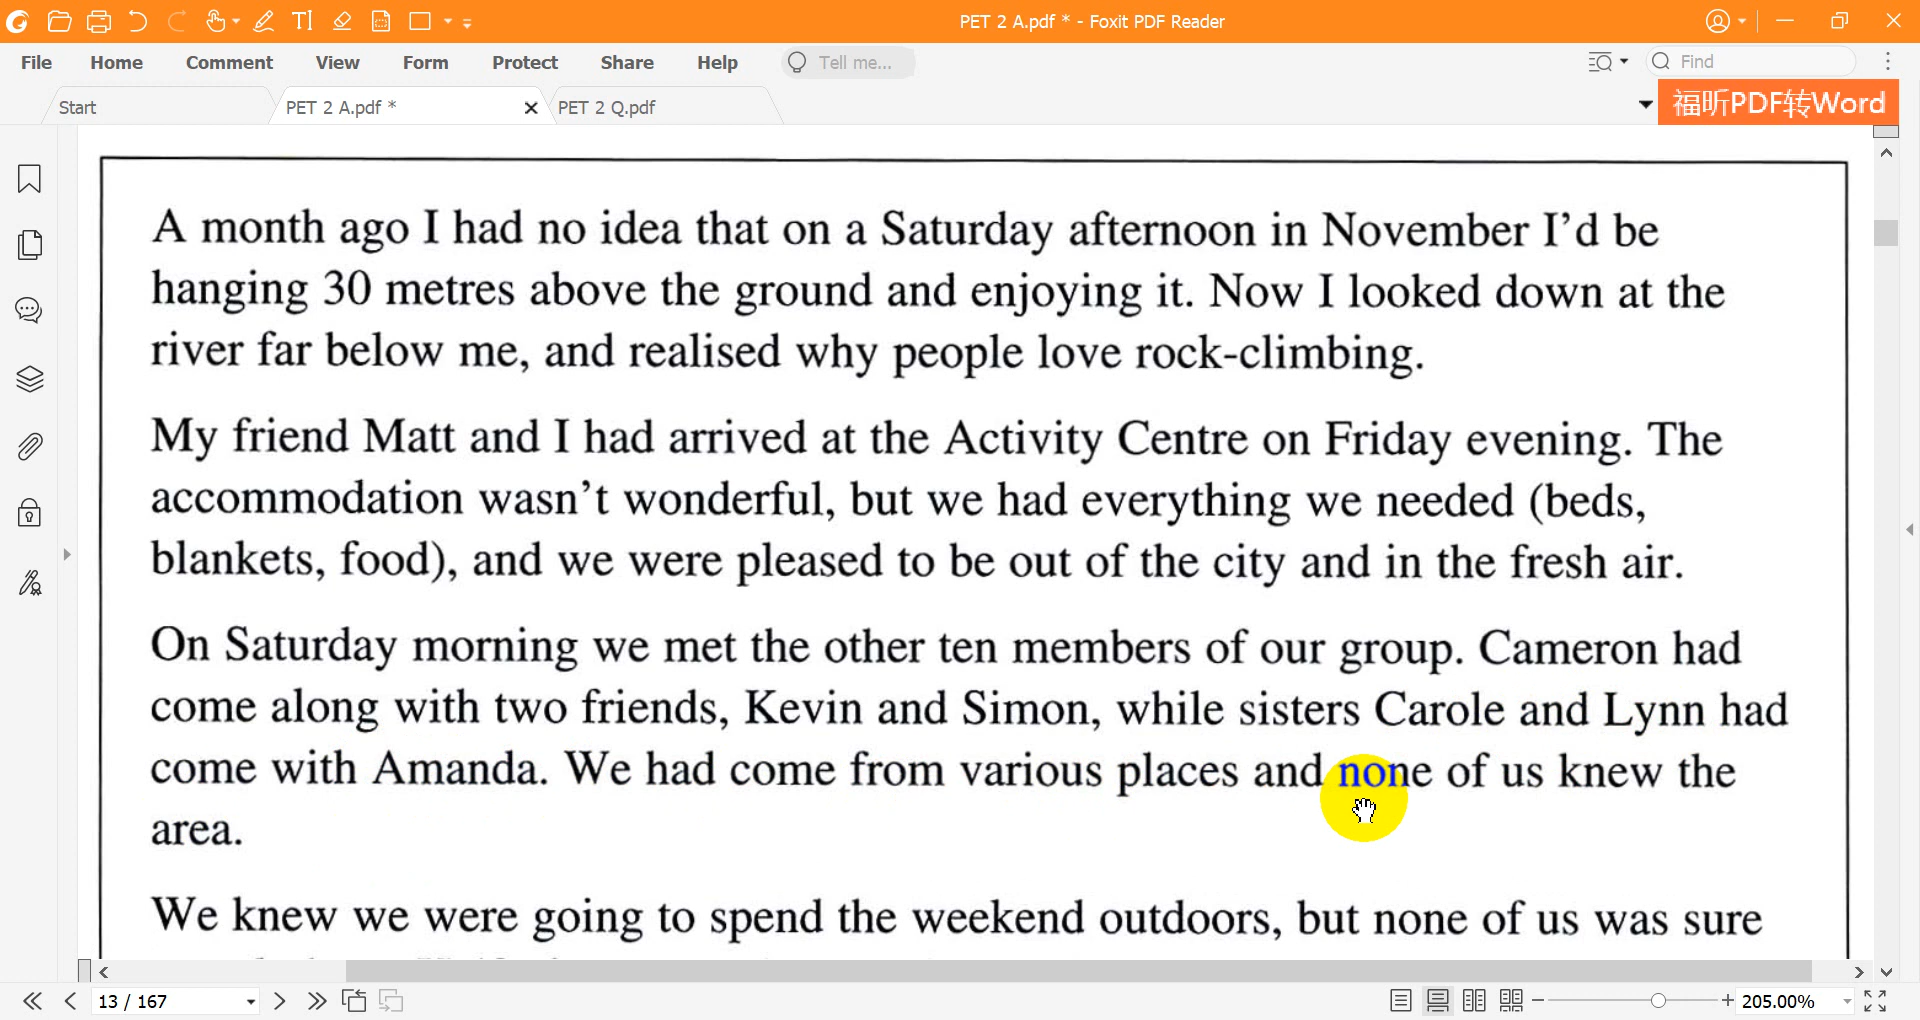 PET 2 A.pdf * - Foxit PDF Reader
File Home Comment View Form Protect Share Help Tell me... Find
Start PET 2 A.pdf * PET 2 Q.pdf 福昕PDF转Word
A month ago I had no idea that on a Saturday afternoon in November I'd be
hanging 30 metres above the ground and enjoying it. Now I looked down at the
river far below me, and realised why people love rock-climbing.
My friend Matt and I had arrived at the Activity Centre on Friday evening. The
accommodation wasn't wonderful, but we had everything we needed (beds,
blankets, food), and we were pleased to be out of the city and in the fresh air.
On Saturday morning we met the other ten members of our group. Cameron had
come along with two friends, Kevin and Simon, while sisters Carole and Lynn had
come with Amanda. We had come from various places and none of us knew the
area.
We knew we were going to spend the weekend outdoors, but none of us was sure
13 / 167 205.00%